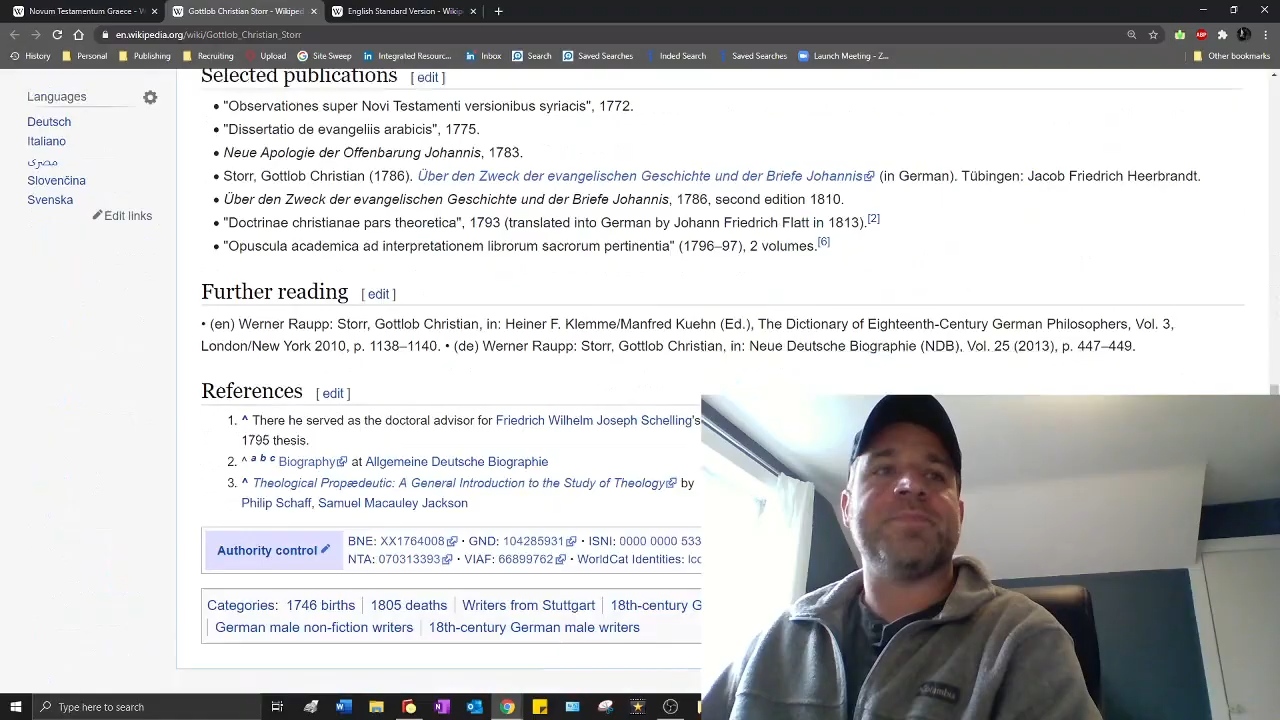 Novum Testamentum Graece - W
Gottlob Christian Storr - Wikiped
English Standard Version - Wikip
en.wikipedia.org/wiki/Gottlob_Christian_Storr
History
Personal
Publishing
Recruiting
Upload
Site Sweep
Integrated Resourc...
Inbox
Search
Saved Searches
Indeed Search
Saved Searches
Launch Meeting - Z...
Other bookmarks
Languages
Deutsch
Italiano
مصرى
Slovenčina
Svenska
Edit links
Selected publications [ edit ]
• "Observationes super Novi Testamenti versionibus syriacis", 1772.
• "Dissertatio de evangeliis arabicis", 1775.
• Neue Apologie der Offenbarung Johannis, 1783.
• Storr, Gottlob Christian (1786). Über den Zweck der evangelischen Geschichte und der Briefe Johannis (in German). Tübingen: Jacob Friedrich Heerbrandt.
• Über den Zweck der evangelischen Geschichte und der Briefe Johannis, 1786, second edition 1810.
• "Doctrinae christianae pars theoretica", 1793 (translated into German by Johann Friedrich Flatt in 1813).[2]
• "Opuscula academica ad interpretationem librorum sacrorum pertinentia" (1796–97), 2 volumes.[6]
Further reading [ edit ]
• (en) Werner Raupp: Storr, Gottlob Christian, in: Heiner F. Klemme/Manfred Kuehn (Ed.), The Dictionary of Eighteenth-Century German Philosophers, Vol. 3,
London/New York 2010, p. 1138–1140. • (de) Werner Raupp: Storr, Gottlob Christian, in: Neue Deutsche Biographie (NDB), Vol. 25 (2013), p. 447–449.
References [ edit ]
1. ^ There he served as the doctoral advisor for Friedrich Wilhelm Joseph Schelling's
1795 thesis.
2. ^ a b c Biography at Allgemeine Deutsche Biographie
3. ^ Theological Propædeutic: A General Introduction to the Study of Theology by
Philip Schaff, Samuel Macauley Jackson
Authority control
BNE: XX1764008 · GND: 104285931 · ISNI: 0000 0000 533
NTA: 070313393 · VIAF: 66899762 · WorldCat Identities: lcc
Categories: 1746 births | 1805 deaths | Writers from Stuttgart | 18th-century G
German male non-fiction writers | 18th-century German male writers
Columbia
Type here to search